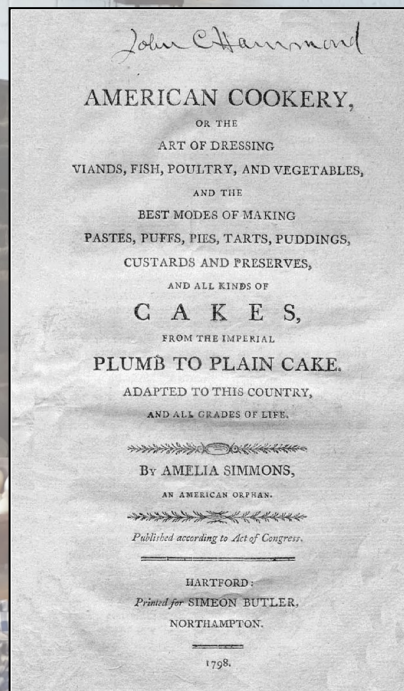 John C Hammond
AMERICAN COOKERY,
OR THE
ART OF DRESSING
VIANDS, FISH, POULTRY, AND VEGETABLES,
AND THE
BEST MODES OF MAKING
PASTES, PUFFS, PIES, TARTS, PUDDINGS,
CUSTARDS AND PRESERVES,
AND ALL KINDS OF
CAKES,
FROM THE IMPERIAL
PLUMB TO PLAIN CAKE.
ADAPTED TO THIS COUNTRY,
AND ALL GRADES OF LIFE.
BY AMELIA SIMMONS,
AN AMERICAN ORPHAN.
Published according to Act of Congress.
HARTFORD:
Printed for SIMEON BUTLER,
NORTHAMPTON.
1798.